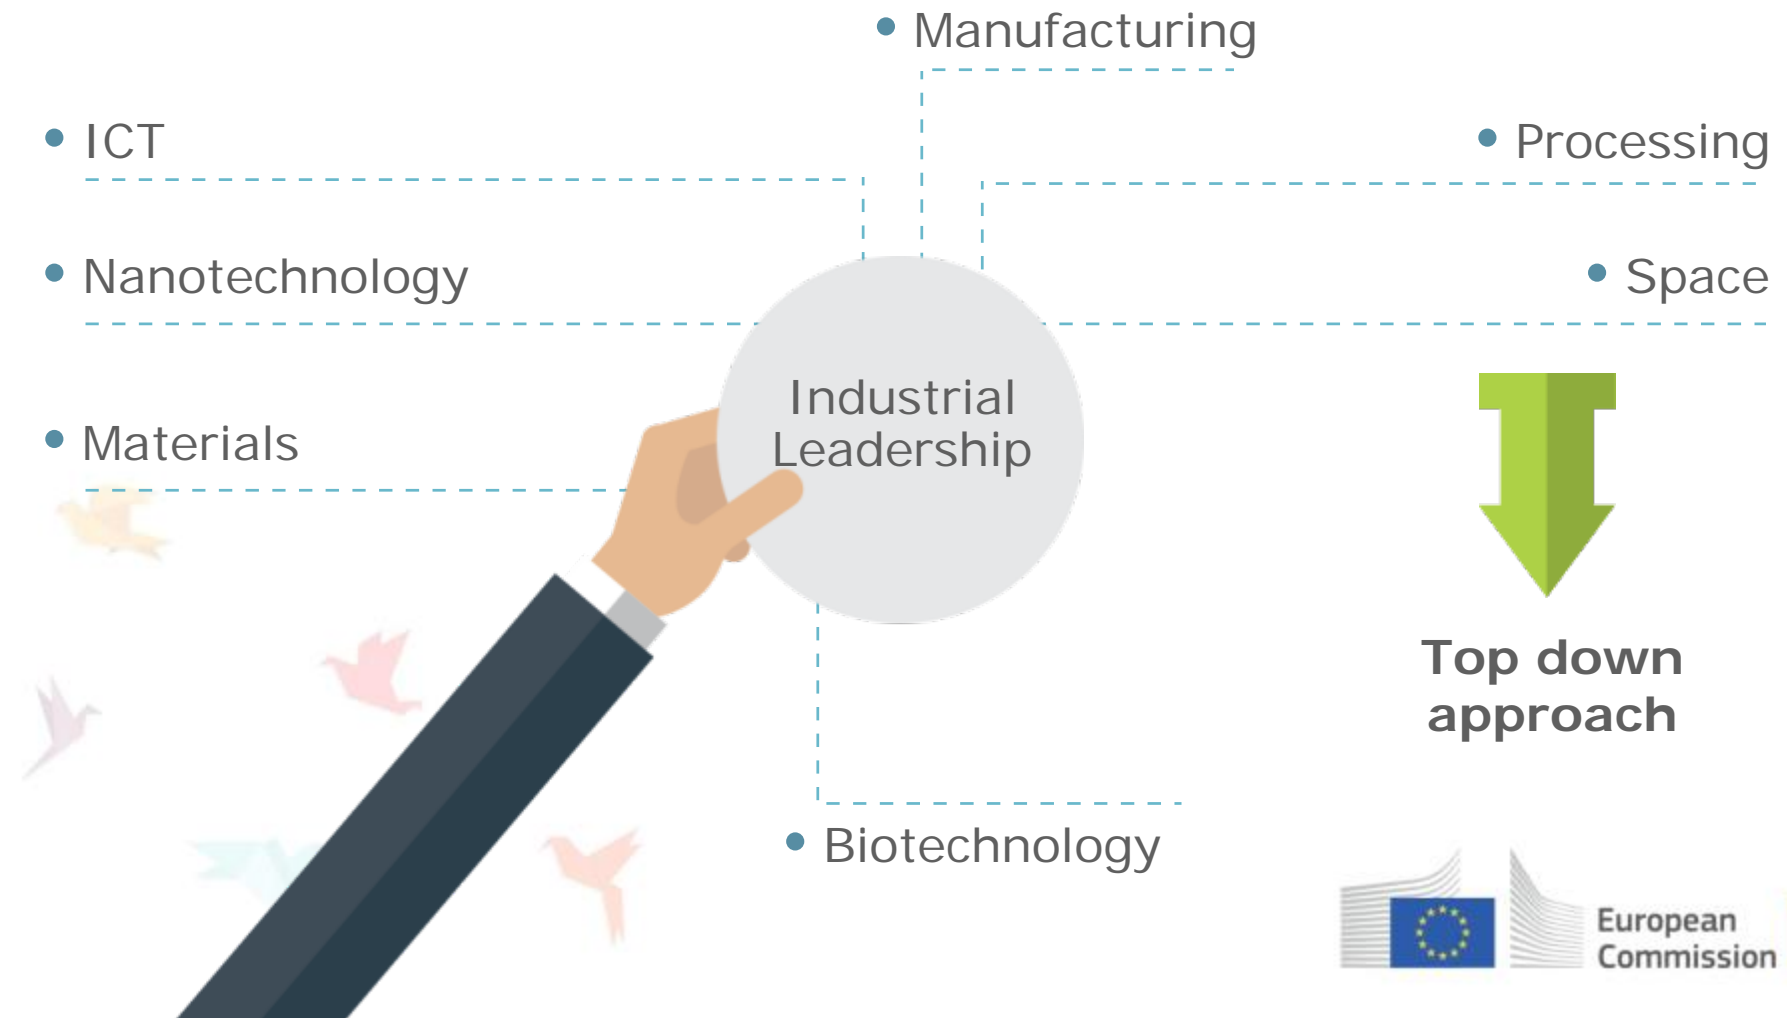 Manufacturing
ICT
Processing
Nanotechnology
Space
Industrial
Leadership
Materials
Top down
approach
Biotechnology
European
Commission